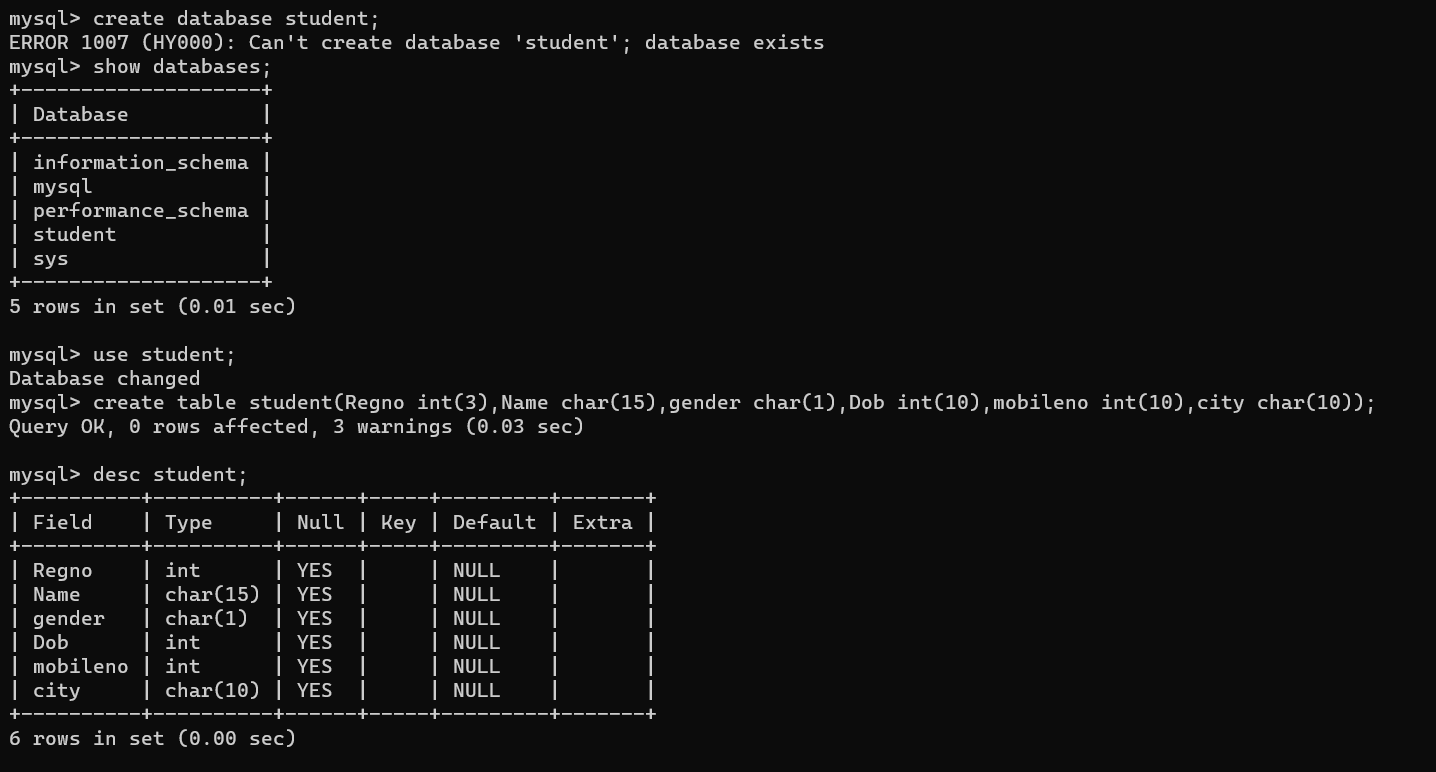 mysql> create database student;
ERROR 1007 (HY000): Can't create database 'student'; database exists
mysql> show databases;
+--------------------+
| Database           |
+--------------------+
| information_schema |
| mysql              |
| performance_schema |
| student            |
| sys                |
+--------------------+
5 rows in set (0.01 sec)

mysql> use student;
Database changed
mysql> create table student(Regno int(3),Name char(15),gender char(1),Dob int(10),mobileno int(10),city char(10));
Query OK, 0 rows affected, 3 warnings (0.03 sec)

mysql> desc student;
+----------+----------+------+-----+---------+-------+
| Field    | Type     | Null | Key | Default | Extra |
+----------+----------+------+-----+---------+-------+
| Regno    | int      | YES  |     | NULL    |       |
| Name     | char(15) | YES  |     | NULL    |       |
| gender   | char(1)  | YES  |     | NULL    |       |
| Dob      | int      | YES  |     | NULL    |       |
| mobileno | int      | YES  |     | NULL    |       |
| city     | char(10) | YES  |     | NULL    |       |
+----------+----------+------+-----+---------+-------+
6 rows in set (0.00 sec)